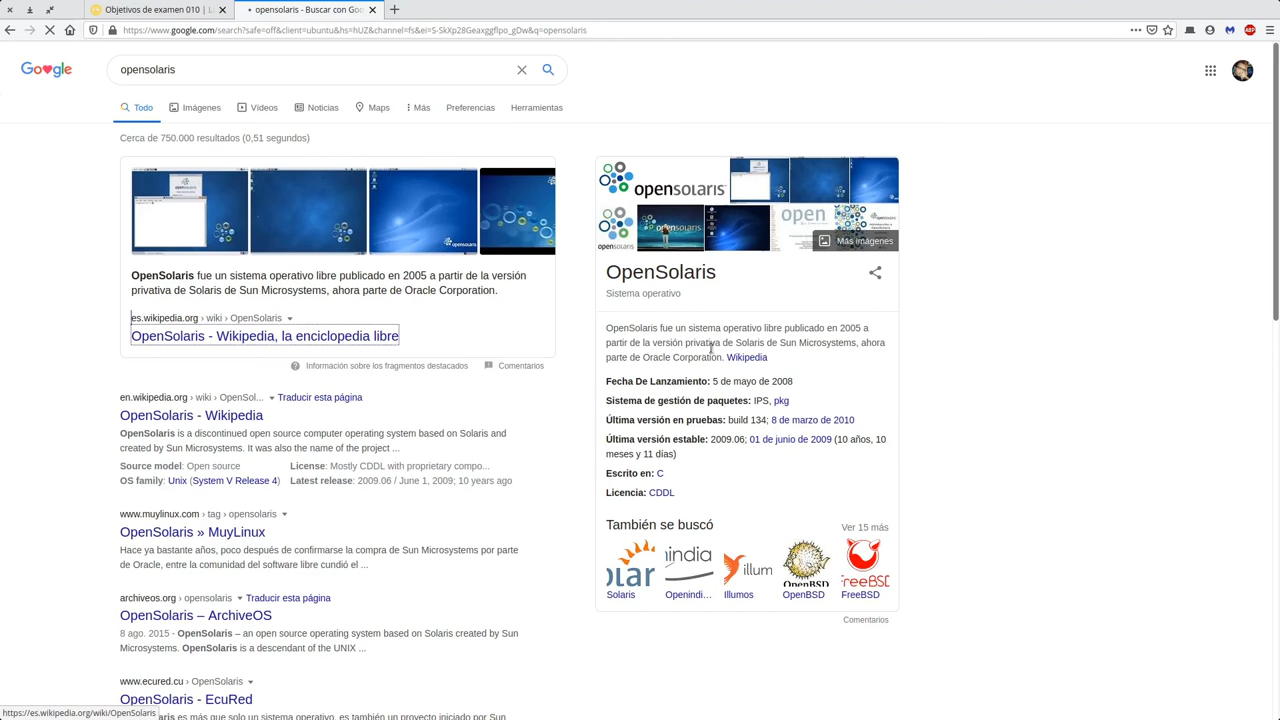 Objetivos de examen 010 | L
opensolaris - Buscar con Goo
https://www.google.com/search?safe=off&client=ubuntu&hs=hUZ&channel=fs&ei=S-SkXp28Geaxggflpo_gDw&q=opensolaris
Google
opensolaris
Todo
Imágenes
Vídeos
Noticias
Maps
Más
Preferencias
Herramientas
Cerca de 750.000 resultados (0,51 segundos)
OpenSolaris fue un sistema operativo libre publicado en 2005 a partir de la versión
privativa de Solaris de Sun Microsystems, ahora parte de Oracle Corporation.
es.wikipedia.org › wiki › OpenSolaris
OpenSolaris - Wikipedia, la enciclopedia libre
Información sobre los fragmentos destacados
Comentarios
en.wikipedia.org › wiki › OpenSol... Traducir esta página
OpenSolaris - Wikipedia
OpenSolaris is a discontinued open source computer operating system based on Solaris and
created by Sun Microsystems. It was also the name of the project ...
Source model: Open source
License: Mostly CDDL with proprietary compo...
OS family: Unix (System V Release 4)
Latest release: 2009.06 / June 1, 2009; 10 years ago
www.muylinux.com › tag › opensolaris
OpenSolaris » MuyLinux
Hace ya bastante años, poco después de confirmarse la compra de Sun Microsystems por parte
de Oracle, entre la comunidad del software libre cundió el ...
archiveos.org › opensolaris Traducir esta página
OpenSolaris – ArchiveOS
8 ago. 2015 - OpenSolaris – an open source operating system based on Solaris created by Sun
Microsystems. OpenSolaris is a descendant of the UNIX ...
www.ecured.cu › OpenSolaris
OpenSolaris - EcuRed
es más que solo un sistema operativo, es también un proyecto iniciado por Sun
https://es.wikipedia.org/wiki/OpenSolaris
opensolaris
open
Más imágenes
OpenSolaris
Sistema operativo
OpenSolaris fue un sistema operativo libre publicado en 2005 a
partir de la versión privativa de Solaris de Sun Microsystems, ahora
parte de Oracle Corporation. Wikipedia
Fecha De Lanzamiento: 5 de mayo de 2008
Sistema de gestión de paquetes: IPS, pkg
Última versión en pruebas: build 134; 8 de marzo de 2010
Última versión estable: 2009.06; 01 de junio de 2009 (10 años, 10
meses y 11 días)
Escrito en: C
Licencia: CDDL
También se buscó
Ver 15 más
Solaris
Openindi...
Illumos
OpenBSD
FreeBSD
Comentarios